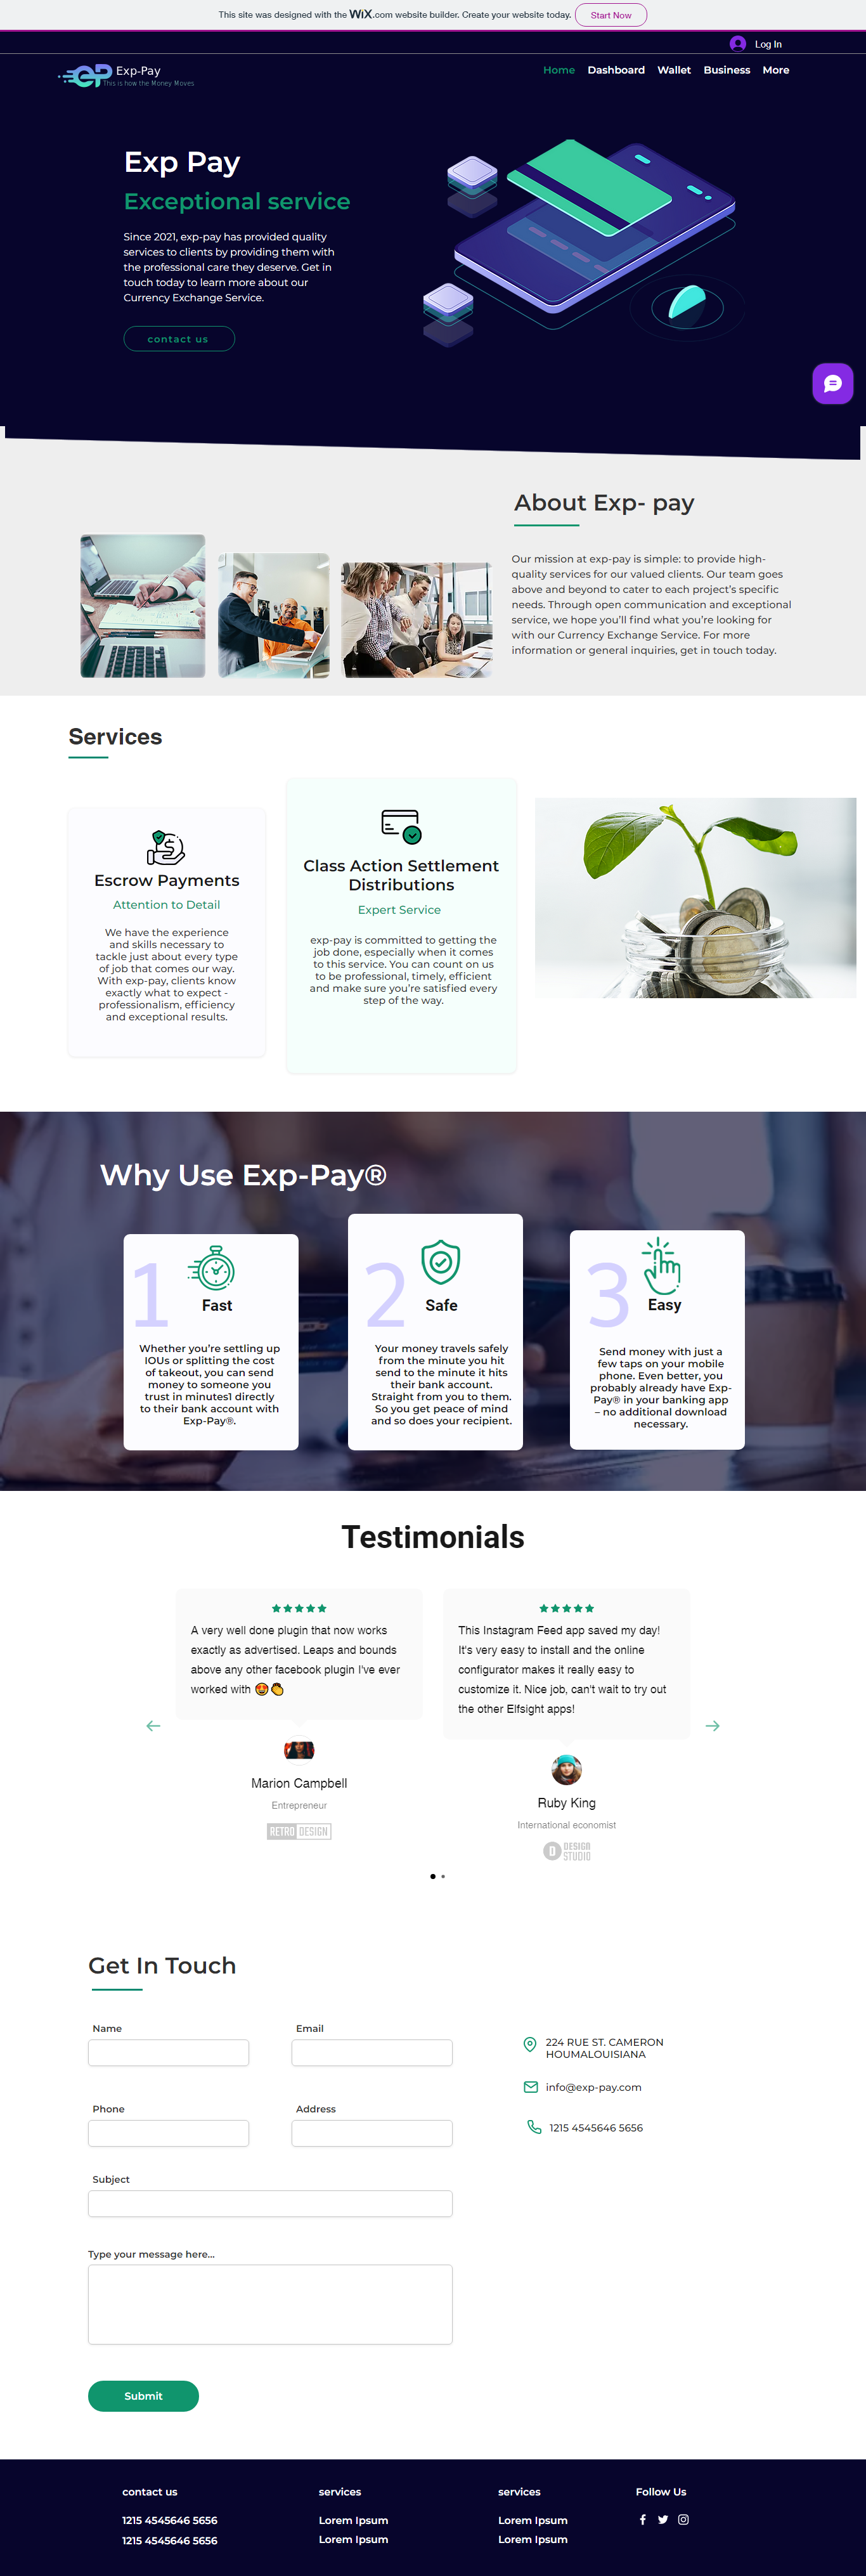 This site was designed with the WiX.com website builder. Create your website today.
Start Now
Log In
Exp-Pay
This is how the Money Moves
Home
Dashboard
Wallet
Business
More
Exp Pay
Exceptional service
Since 2021, exp-pay has provided quality
services to clients by providing them with
the professional care they deserve. Get in
touch today to learn more about our
Currency Exchange Service.
contact us
About Exp- pay
Our mission at exp-pay is simple: to provide high-
quality services for our valued clients. Our team goes
above and beyond to cater to each project's specific
needs. Through open communication and exceptional
service, we hope you'll find what you're looking for
with our Currency Exchange Service. For more
information or general inquiries, get in touch today.
Services
Escrow Payments
Attention to Detail
We have the experience
and skills necessary to
tackle just about every type
of job that comes our way.
With exp-pay, clients know
exactly what to expect -
professionalism, efficiency
and exceptional results.
Class Action Settlement
Distributions
Expert Service
exp-pay is committed to getting the
job done, especially when it comes
to this service. You can count on us
to be professional, timely, efficient
and make sure you're satisfied every
step of the way.
Why Use Exp-Pay®
1
Fast
Whether you're settling up
IOUs or splitting the cost
of takeout, you can send
money to someone you
trust in minutes1 directly
to their bank account with
Exp-Pay®.
2
Safe
Your money travels safely
from the minute you hit
send to the minute it hits
their bank account.
Straight from you to them.
So you get peace of mind
and so does your recipient.
3
Easy
Send money with just a
few taps on your mobile
phone. Even better, you
probably already have Exp-
Pay® in your banking app
– no additional download
necessary.
Testimonials
A very well done plugin that now works
exactly as advertised. Leaps and bounds
above any other facebook plugin I've ever
worked with 😍👏
Marion Campbell
Entrepreneur
RETRO DESIGN
This Instagram Feed app saved my day!
It's very easy to install and the online
configurator makes it really easy to
customize it. Nice job, can't wait to try out
the other Elfsight apps!
Ruby King
International economist
D DESIGN
STUDIO
Get In Touch
Name
Email
Phone
Address
Subject
Type your message here...
Submit
224 RUE ST. CAMERON
HOUMALOUISIANA
info@exp-pay.com
1215 4545646 5656
contact us
1215 4545646 5656
1215 4545646 5656
services
Lorem Ipsum
Lorem Ipsum
services
Lorem Ipsum
Lorem Ipsum
Follow Us